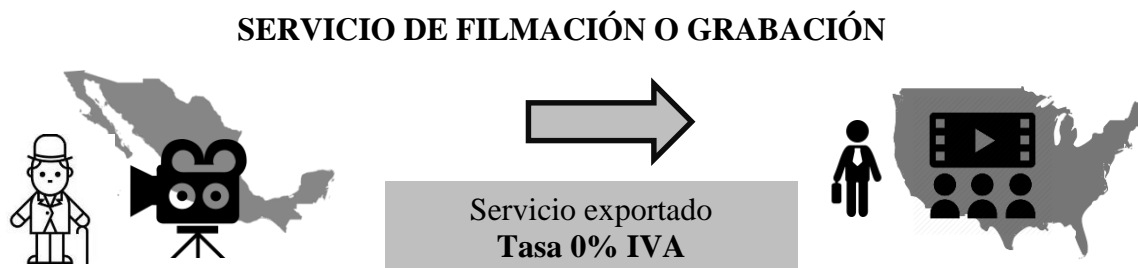 SERVICIO DE FILMACIÓN O GRABACIÓN
Servicio exportado
Tasa 0% IVA